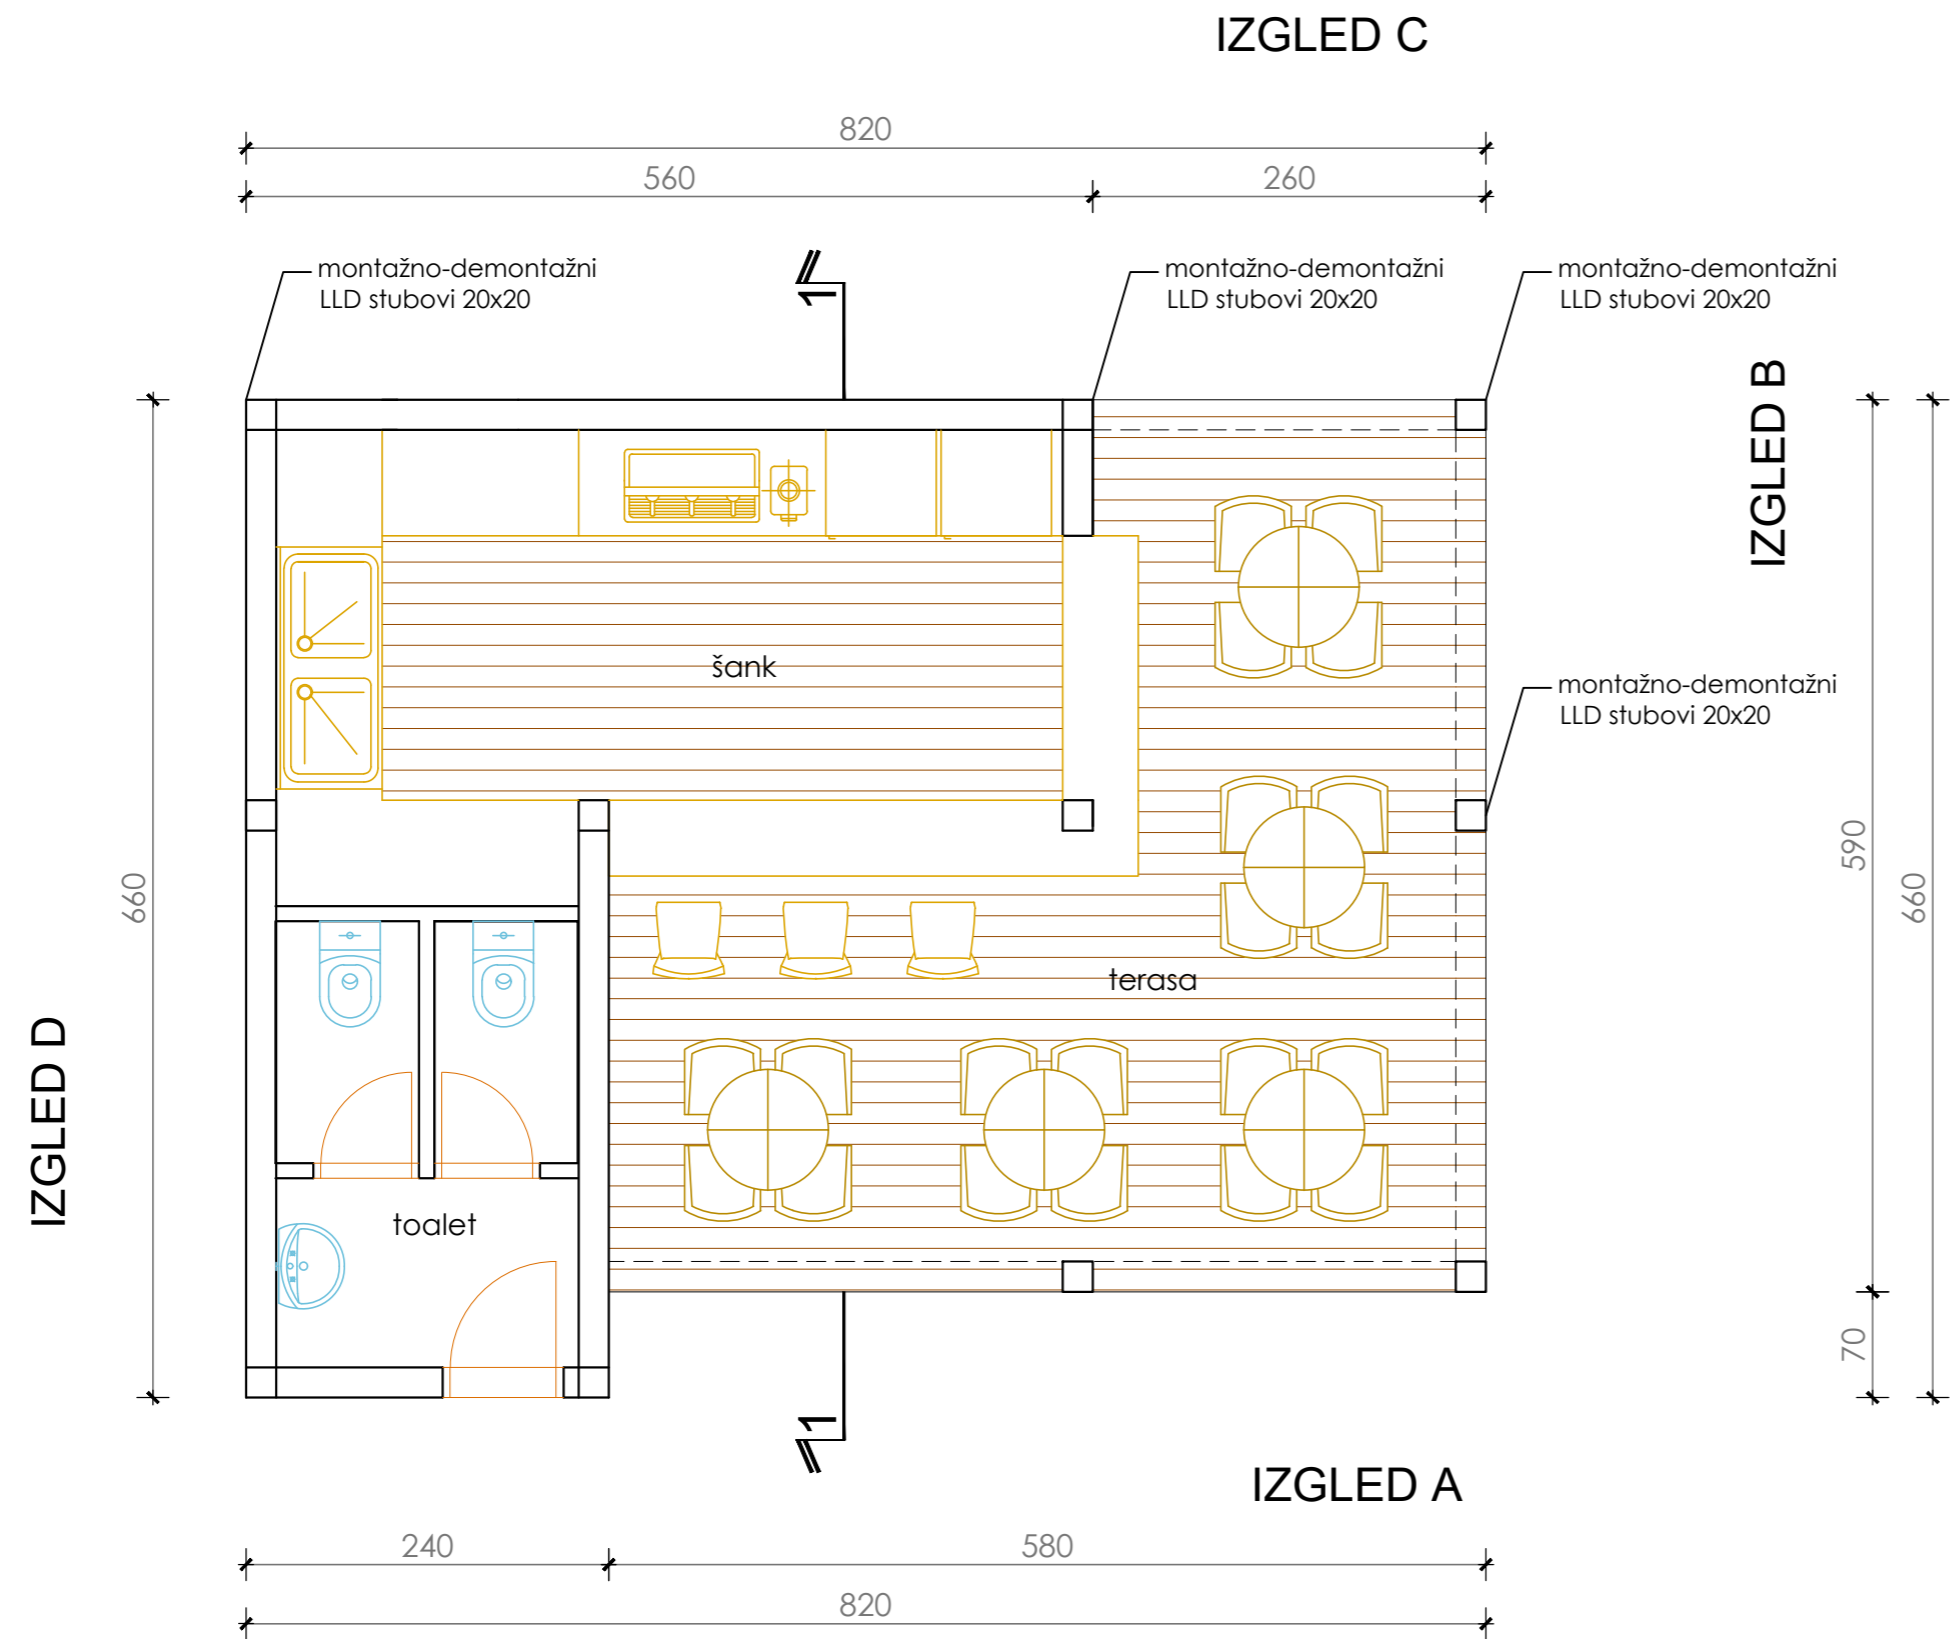 IZGLED C
820
560
260
montažno-demontažni
LLD stubovi 20x20
1
montažno-demontažni
LLD stubovi 20x20
montažno-demontažni
LLD stubovi 20x20
IZGLED B
šank
montažno-demontažni
LLD stubovi 20x20
660
590
660
terasa
IZGLED D
toalet
70
1
IZGLED A
240
580
820